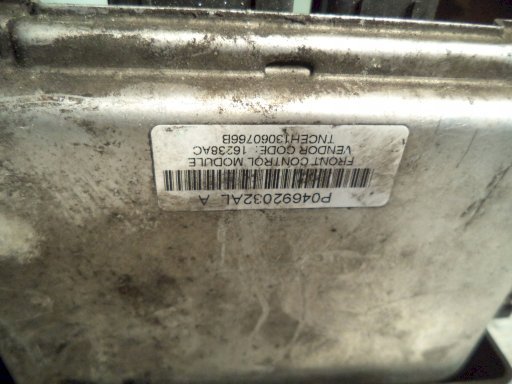 P04692032AL A
FRONT CONTROL MODULE
VENDOR CODE: 16238AC
TNCEH13060766B